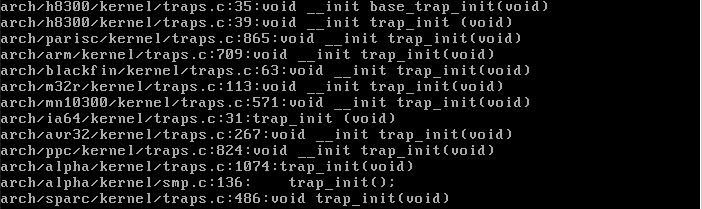 arch/h8300/kernel/traps.c:35:void __init base_trap_init(void)
arch/h8300/kernel/traps.c:39:void __init trap_init (void)
arch/parisc/kernel/traps.c:865:void __init trap_init(void)
arch/arm/kernel/traps.c:709:void __init trap_init(void)
arch/blackfin/kernel/traps.c:63:void __init trap_init(void)
arch/m32r/kernel/traps.c:113:void __init trap_init(void)
arch/mn10300/kernel/traps.c:571:void __init trap_init(void)
arch/ia64/kernel/traps.c:31:trap_init (void)
arch/avr32/kernel/traps.c:267:void __init trap_init(void)
arch/ppc/kernel/traps.c:824:void __init trap_init(void)
arch/alpha/kernel/traps.c:1074:trap_init(void)
arch/alpha/kernel/smp.c:136:    trap_init();
arch/sparc/kernel/traps.c:486:void trap_init(void)